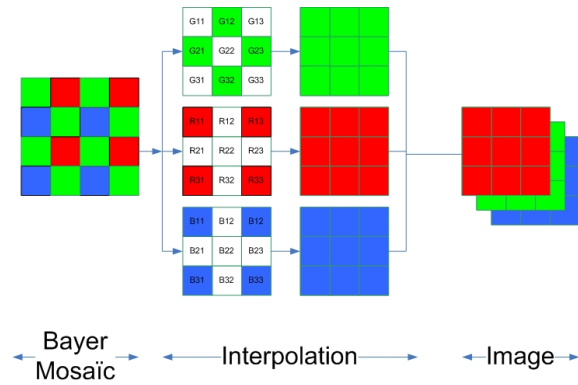 G11 G12 G13
G21 G22 G23
G31 G32 G33
R11 R12 R13
R21 R22 R23
R31 R32 R33
B11 B12 B12
B21 B22 B23
B31 B32 B33
Bayer
Mosaïc
Interpolation
Image